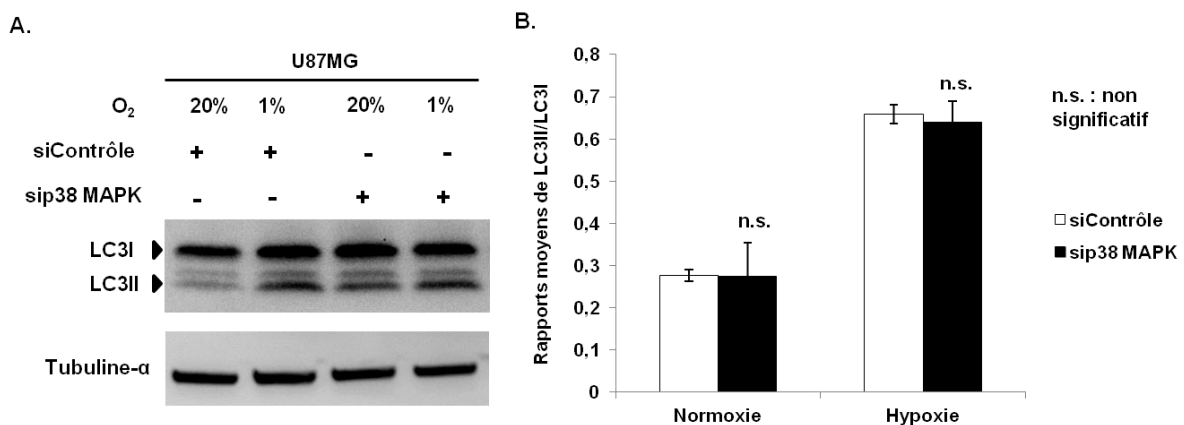 A.
U87MG
O₂ 20% 1% 20% 1%
siContrôle + + - -
sip38 MAPK - - + +
LC3I
LC3II
Tubuline-α
B.
Rapports moyens de LC3II/LC3I
0,8
0,7
0,6
0,5
0,4
0,3
0,2
0,1
0
n.s.
n.s.
Normoxie Hypoxie
n.s. : non
significatif
siContrôle
sip38 MAPK